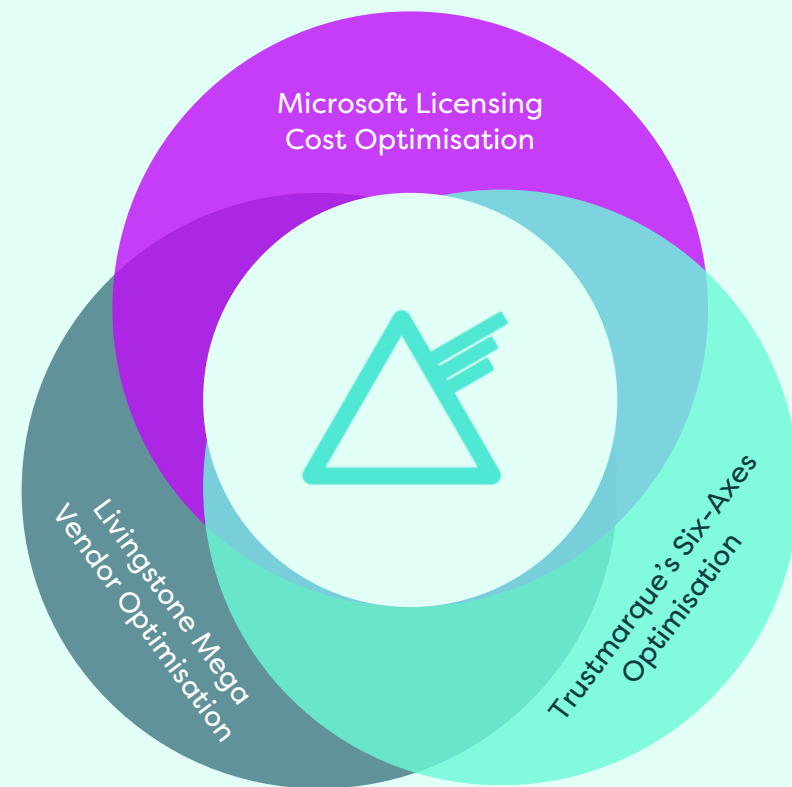 Microsoft Licensing
Cost Optimisation
Livingstone Mega
Vendor Optimisation
Trustmarque's Six-Axes
Optimisation